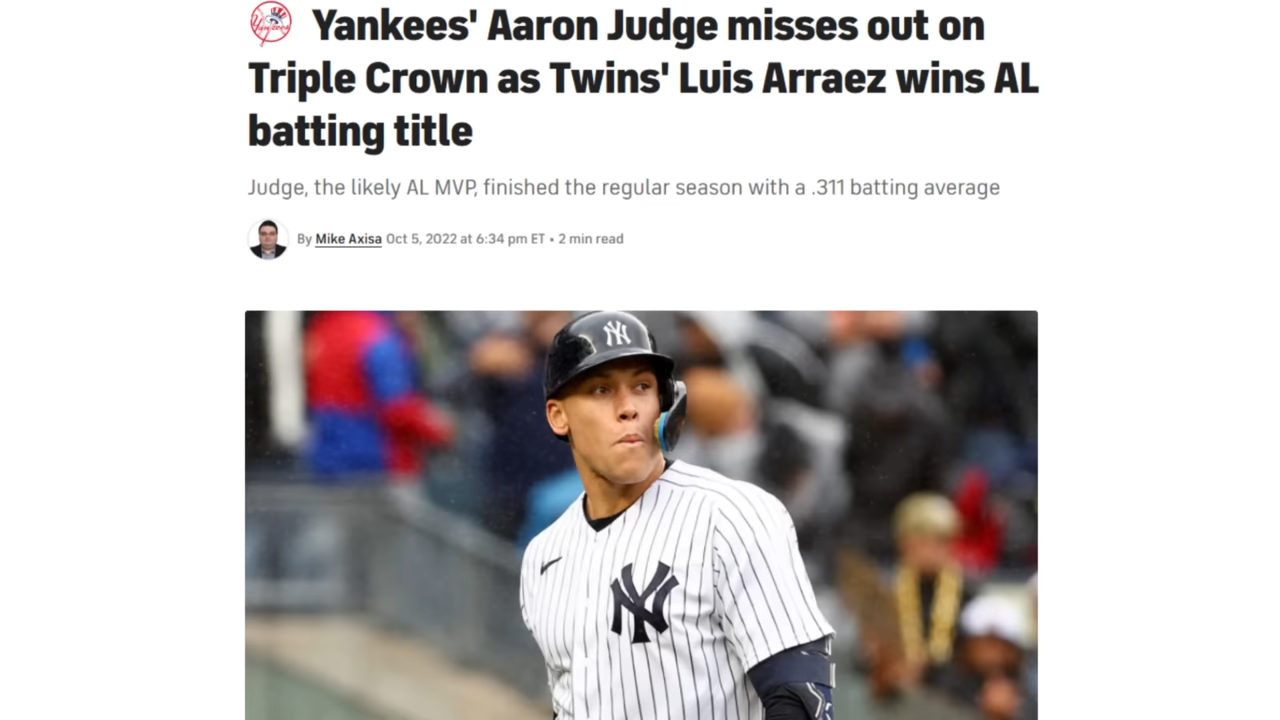 Yankees' Aaron Judge misses out on
Triple Crown as Twins' Luis Arraez wins AL
batting title
Judge, the likely AL MVP, finished the regular season with a .311 batting average
By Mike Axisa Oct 5, 2022 at 6:34 pm ET • 2 min read
NY
NY